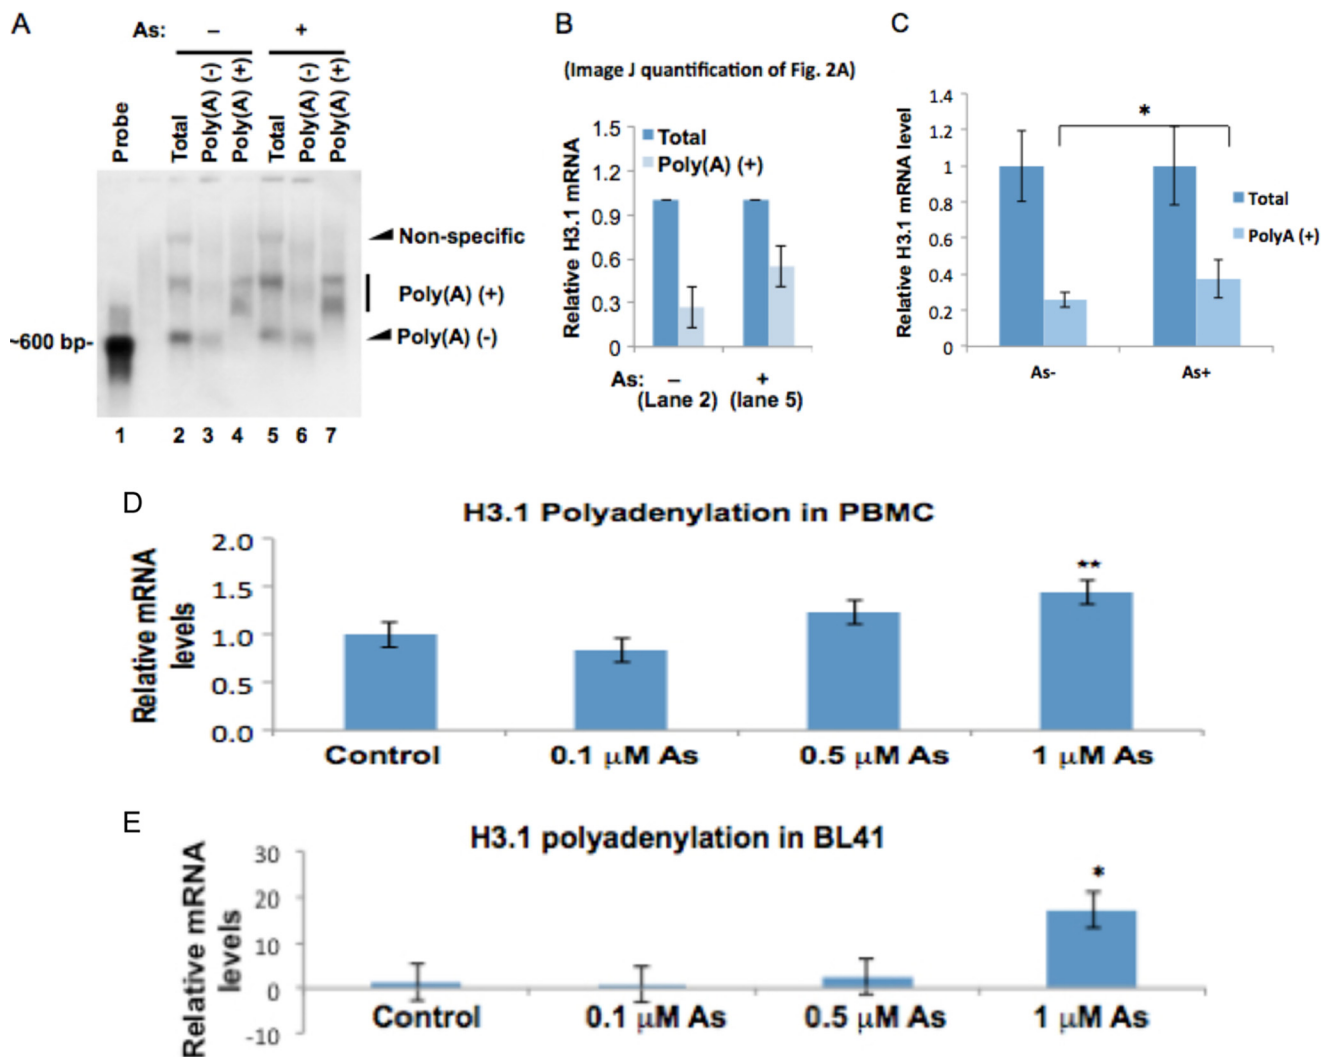 A
As: – +
Probe
Total
Poly(A) (-)
Poly(A) (+)
Total
Poly(A) (-)
Poly(A) (+)
Non-specific
Poly(A) (+)
~600 bp-
Poly(A) (-)
1 2 3 4 5 6 7
B
(Image J quantification of Fig. 2A)
Relative H3.1 mRNA
1.5
1.2
0.9
0.6
0.3
0
Total
Poly(A) (+)
As: – +
(Lane 2) (lane 5)
C
Relative H3.1 mRNA level
1.4
1.2
1
0.8
0.6
0.4
0.2
0
*
Total
PolyA (+)
As- As+
D
H3.1 Polyadenylation in PBMC
Relative mRNA
levels
2.0
1.5
1.0
0.5
0.0
**
Control 0.1 μM As 0.5 μM As 1 μM As
E
H3.1 polyadenylation in BL41
Relative mRNA
levels
30
20
10
0
-10
*
Control 0.1 μM As 0.5 μM As 1 μM As